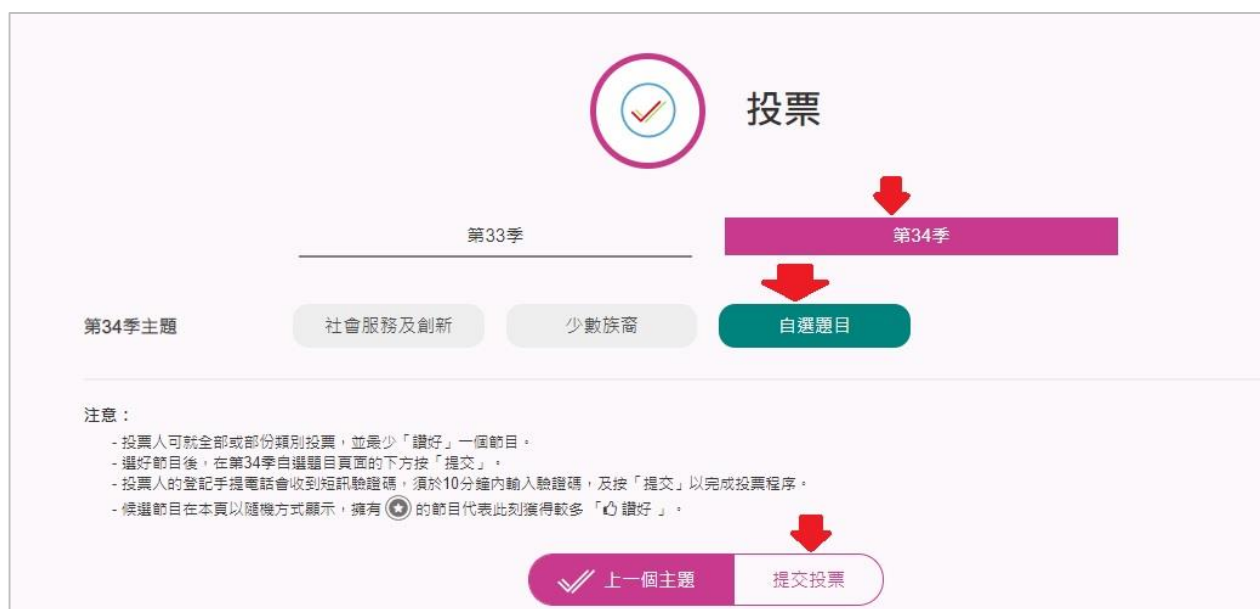 投票
第33季
第34季
第34季主題
社會服務及創新
少數族裔
自選題目
注意：
- 投票人可就全部或部份類別投票，並最少「讚好」一個節目。
- 選好節目後，在第34季自選題目頁面的下方按「提交」。
- 投票人的登記手提電話會收到短訊驗證碼，須於10分鐘內輸入驗證碼，及按「提交」以完成投票程序。
- 候選節目在本頁以隨機方式顯示，擁有 的節目代表此刻獲得較多 「讚好 」。
上一個主題
提交投票